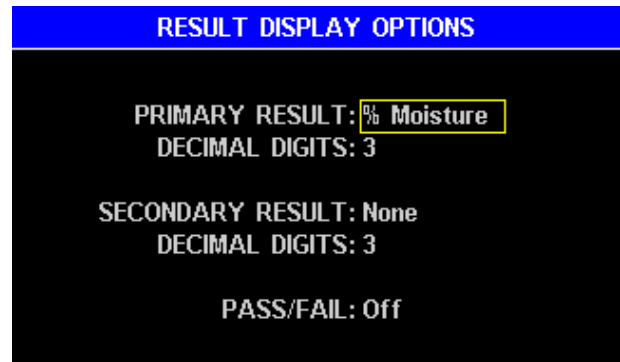 RESULT DISPLAY OPTIONS
PRIMARY RESULT: % Moisture
DECIMAL DIGITS: 3
SECONDARY RESULT: None
DECIMAL DIGITS: 3
PASS/FAIL: Off